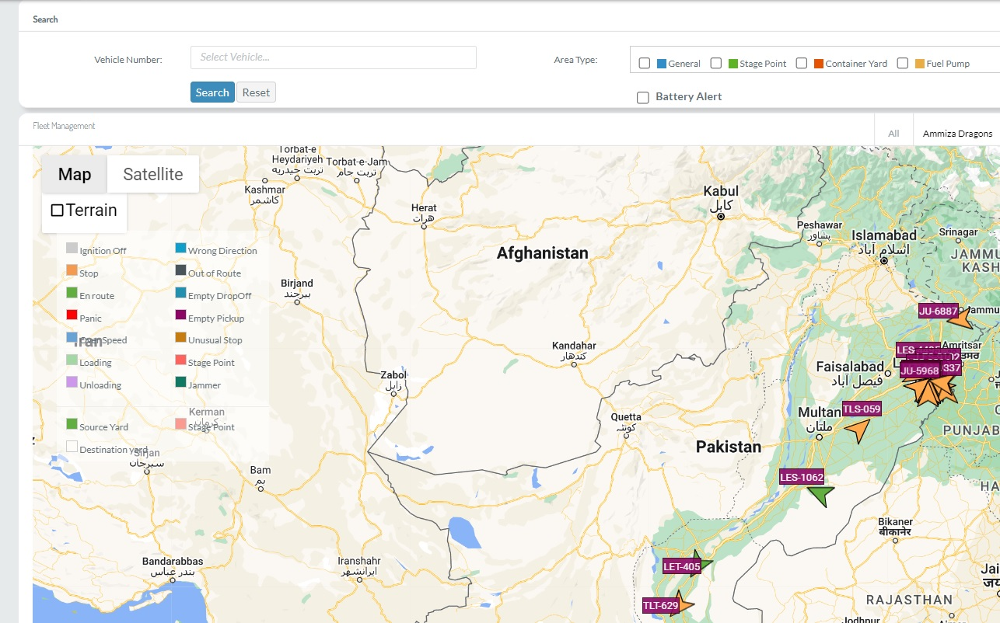 Search
Vehicle Number:
Select Vehicle...
Area Type:
General
Stage Point
Container Yard
Fuel Pump
Search
Reset
Battery Alert
Fleet Management
All
Ammiza Dragons
Map
Satellite
Terrain
Ignition Off
Wrong Direction
Stop
Out of Route
En route
Empty DropOff
Panic
Empty Pickup
Over Speed
Unusual Stop
Loading
Stage Point
Unloading
Jammer
Source Yard
Stage Point
Destination yard
Torbat-e
Heydariyeh
تربت حیدریه
Torbat-e-Jam
تربت جام
Kashmar
کاشمر
Herat
هرات
Kabul
کابل
Peshawar
پشاور
Islamabad
اسلام آباد
Srinagar
JAMMU
KASH
Afghanistan
Birjand
بیرجند
Iran
JU-6887
Jammu
Kandahar
کندهار
Amritsar
Faisalabad
فیصل آباد
JU-5968
337
Zabol
زابل
TLS-059
Multan
ملتان
Kerman
کرمان
Quetta
کوئٹہ
PUNJAB
Pakistan
Sirjan
سیرجان
Bam
بم
LES-1062
HA
Bikaner
बीकानेर
Bandarabbas
بندر عباس
Iranshahr
ایرانشهر
LET-405
Jai
जय
TLT-629
RAJASTHAN
Jodhpur